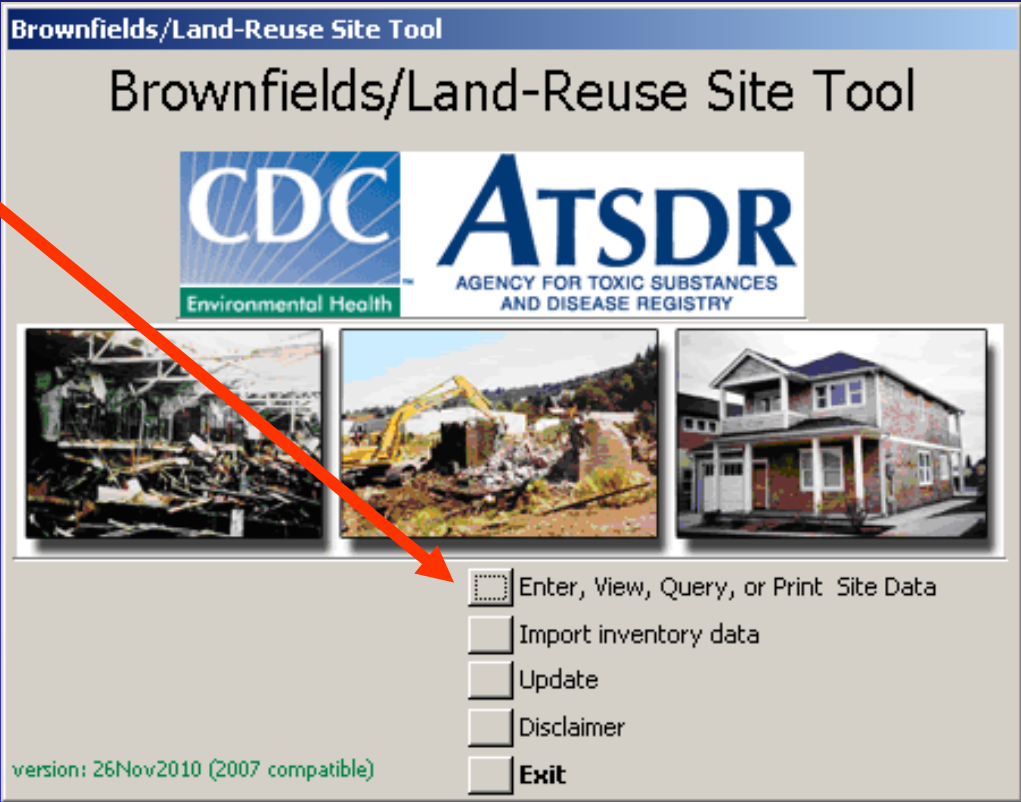 Brownfields/Land-Reuse Site Tool
Brownfields/Land-Reuse Site Tool
CDC
Environmental Health
™
ATSDR
AGENCY FOR TOXIC SUBSTANCES
AND DISEASE REGISTRY
Enter, View, Query, or Print  Site Data
Import inventory data
Update
Disclaimer
Exit
version: 26Nov2010 (2007 compatible)